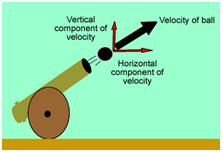 Vertical
component of
velocity
Velocity of ball
Horizontal
component of
velocity